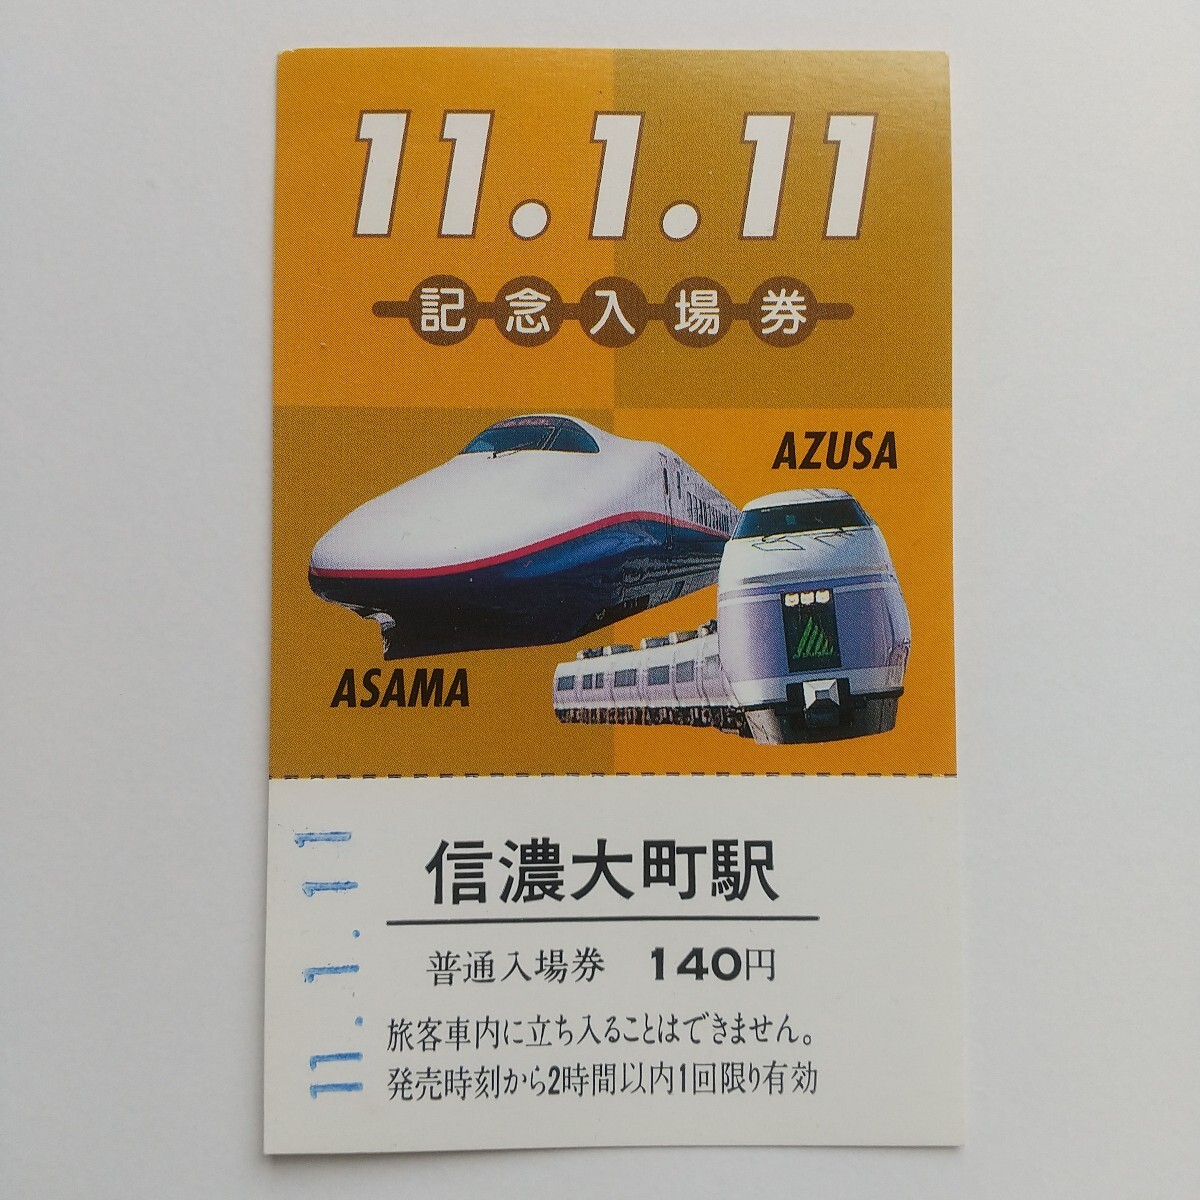 11.1.11
記念入場券
AZUSA
ASAMA
信濃大町駅
普通入場券 140円
旅客車内に立ち入ることはできません。
発売時刻から2時間以内1回限り有効
11.1.11